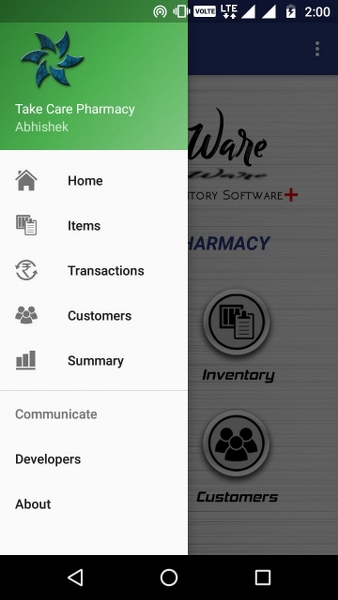 VOLTE LTE 2:00
Take Care Pharmacy
Abhishek
Home
Items
Transactions
Customers
Summary
Communicate
Developers
About
Ware
TORY SOFTWARE+
HARMACY
Inventory
Customers